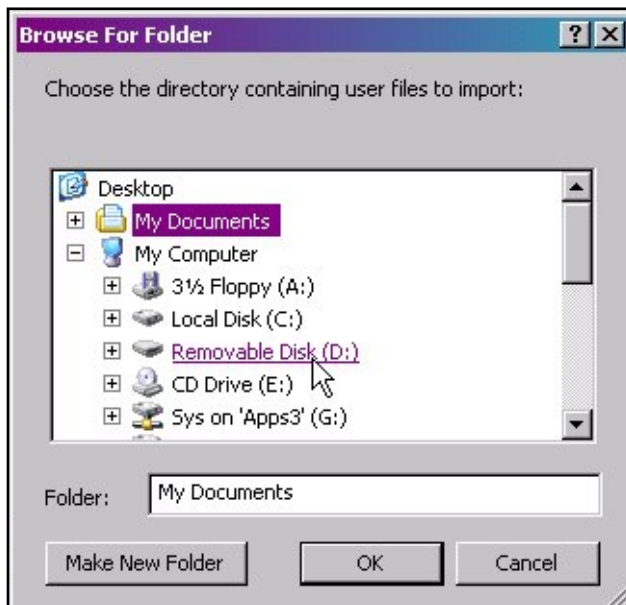 Browse For Folder
Choose the directory containing user files to import:
Desktop
My Documents
My Computer
3½ Floppy (A:)
Local Disk (C:)
Removable Disk (D:)
CD Drive (E:)
Sys on 'Apps3' (G:)
Folder: My Documents
Make New Folder OK Cancel